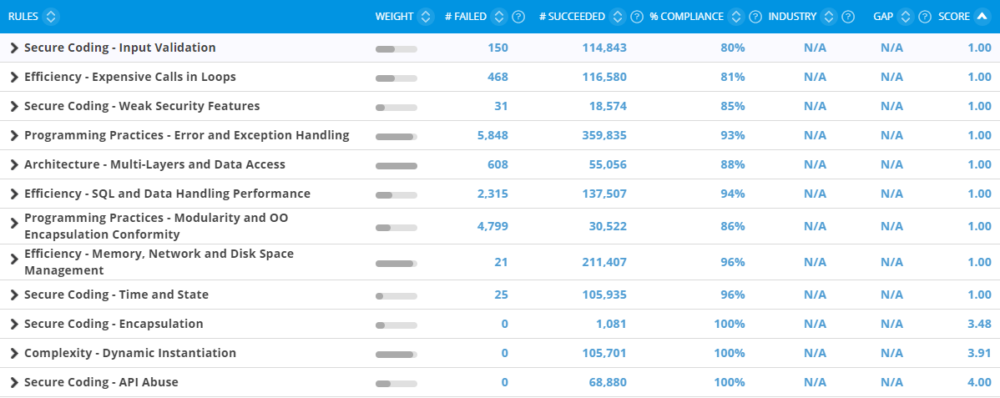 RULES WEIGHT # FAILED ? # SUCCEEDED ? % COMPLIANCE ? INDUSTRY ? GAP ? SCORE
Secure Coding - Input Validation 150 114,843 80% N/A N/A 1.00
Efficiency - Expensive Calls in Loops 468 116,580 81% N/A N/A 1.00
Secure Coding - Weak Security Features 31 18,574 85% N/A N/A 1.00
Programming Practices - Error and Exception Handling 5,848 359,835 93% N/A N/A 1.00
Architecture - Multi-Layers and Data Access 608 55,056 88% N/A N/A 1.00
Efficiency - SQL and Data Handling Performance 2,315 137,507 94% N/A N/A 1.00
Programming Practices - Modularity and OO
Encapsulation Conformity 4,799 30,522 86% N/A N/A 1.00
Efficiency - Memory, Network and Disk Space
Management 21 211,407 96% N/A N/A 1.00
Secure Coding - Time and State 25 105,935 96% N/A N/A 1.00
Secure Coding - Encapsulation 0 1,081 100% N/A N/A 3.48
Complexity - Dynamic Instantiation 0 105,701 100% N/A N/A 3.91
Secure Coding - API Abuse 0 68,880 100% N/A N/A 4.00